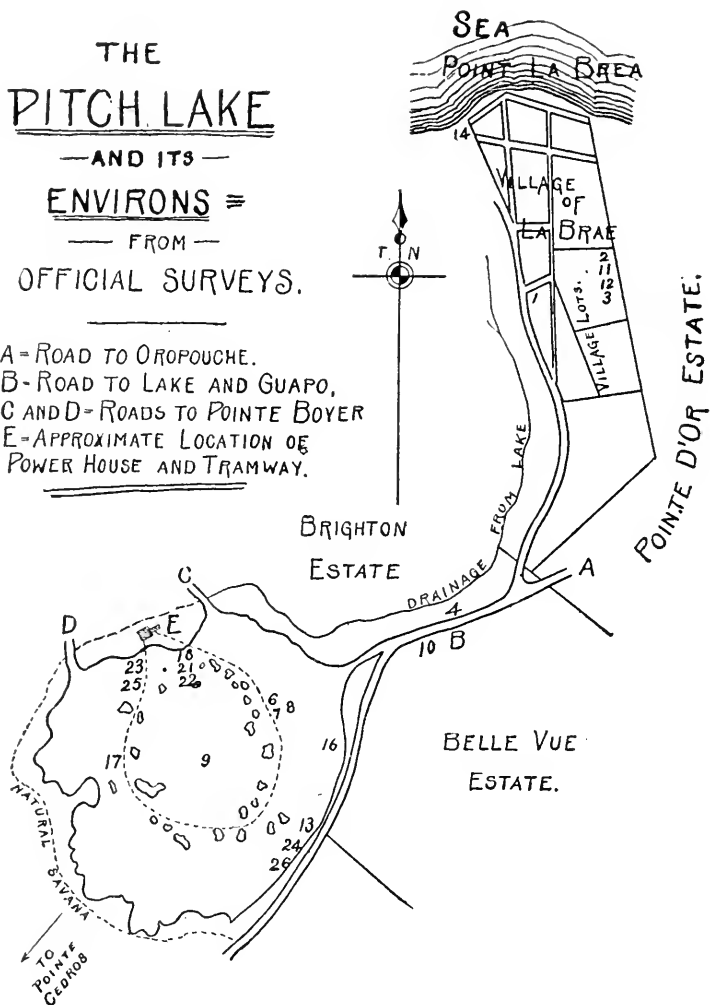 THE
PITCH LAKE
— AND ITS —
ENVIRONS =
— FROM —
OFFICIAL SURVEYS.
A = ROAD TO OROPOUCHE.
B - ROAD TO LAKE AND GUAPO,
C AND D = ROADS TO POINTE BOYER
E = APPROXIMATE LOCATION OF
POWER HOUSE AND TRAMWAY.
SEA
POINT LA BREA
14
VILLAGE
OF
LA BRAE
T. N
2
11
12
3
1
VILLAGE LOTS.
POINTE D'OR ESTATE.
BRIGHTON
ESTATE
DRAINAGE FROM LAKE
A
4
B
10
C
D
E
18
23 21
25 22
6
7 8
16
17
9
13
24
26
BELLE VUE
ESTATE.
NATURAL SAVANA
TO
POINTE
CEDROS